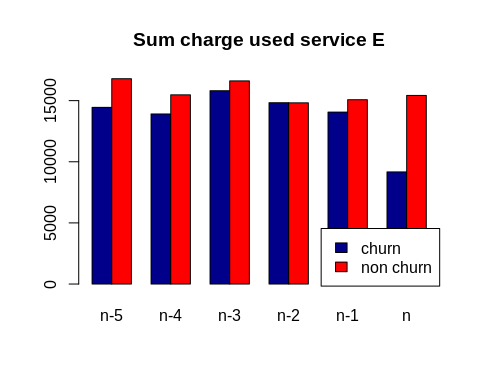 Sum charge used service E
15000
10000
5000
0
churn
non churn
n-5 n-4 n-3 n-2 n-1 n